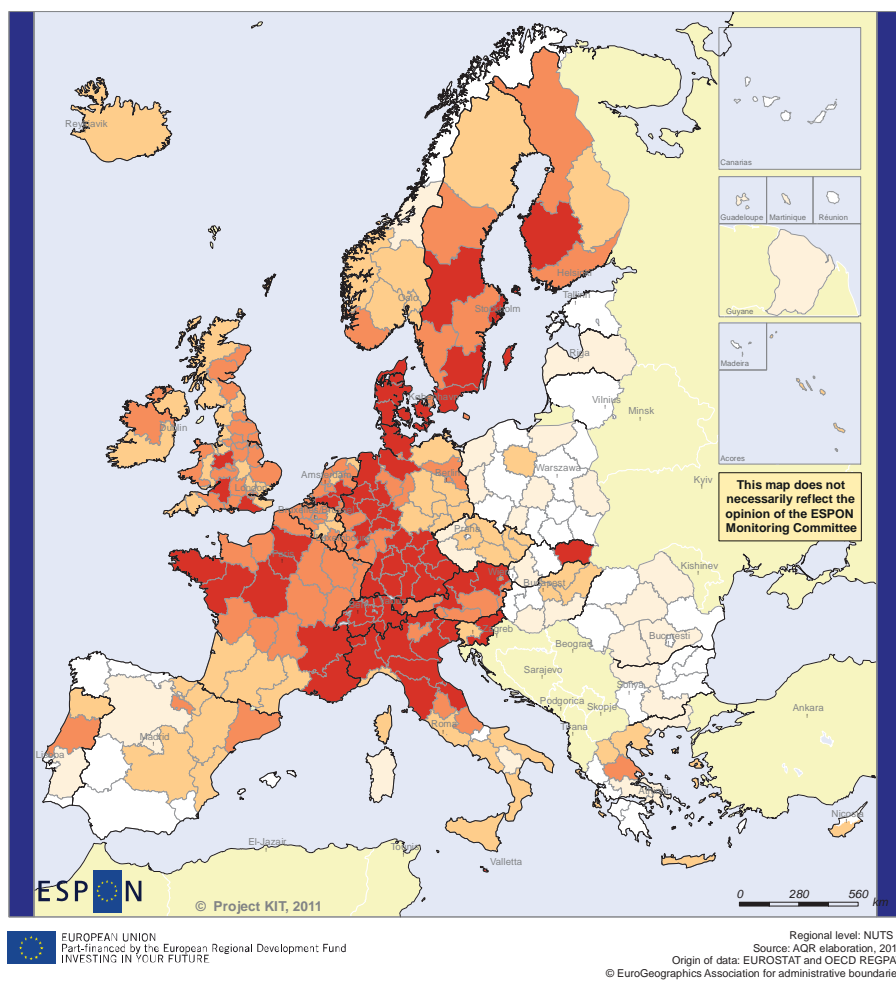 Reykjavik
Canarias
Guadeloupe
Martinique
Réunion
Guyane
Madeira
Acores
Oslo
Helsinki
Stockholm
Tallinn
Riga
Vilnius
Minsk
Dublin
London
Berlin
Warszawa
Kyiv
Praha
Paris
Kishinev
Budapest
Zagreb
Beograd
Bucuresti
Sarajevo
Sofiya
Podgorica
Skopje
Tirana
Ankara
Roma
Madrid
Lisboa
Nicosia
El-Jazair
Valletta
This map does not
necessarily reflect the
opinion of the ESPON
Monitoring Committee
ESPON
© Project KIT, 2011
0 280 560
km
EUROPEAN UNION
Part-financed by the European Regional Development Fund
INVESTING IN YOUR FUTURE
Regional level: NUTS
Source: AQR elaboration, 201
Origin of data: EUROSTAT and OECD REGPA
© EuroGeographics Association for administrative boundarie